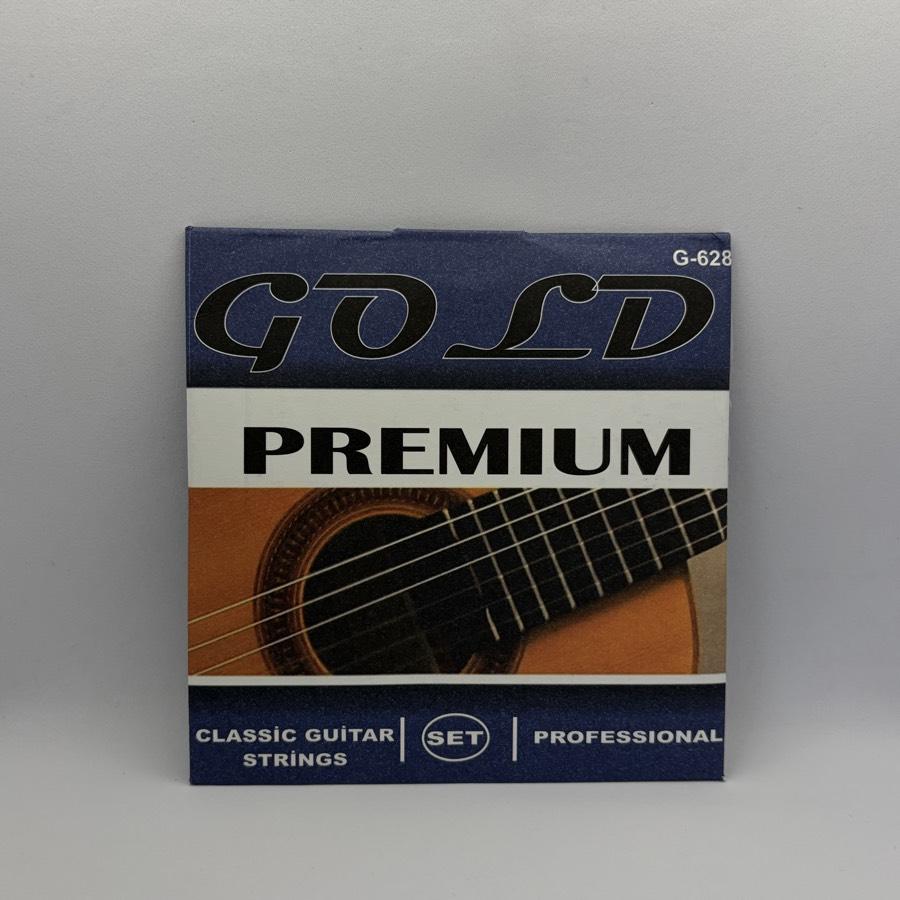 G-628
GOLD
PREMIUM
CLASSİC GUİTAR
STRİNGS
SET
PROFESSIONAL